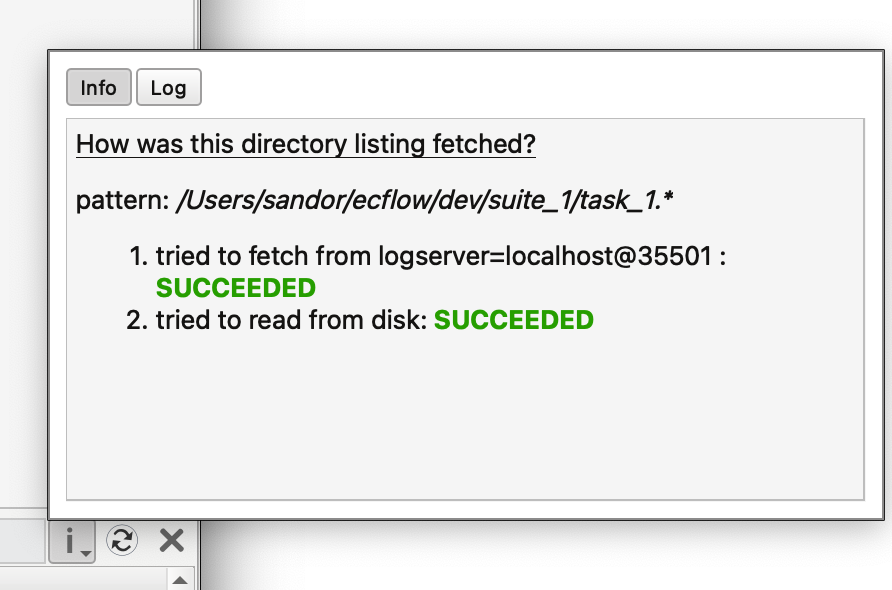 Info Log
How was this directory listing fetched?
pattern: /Users/sandor/ecflow/dev/suite_1/task_1.*
1. tried to fetch from logserver=localhost@35501 :
SUCCEEDED
2. tried to read from disk: SUCCEEDED
i